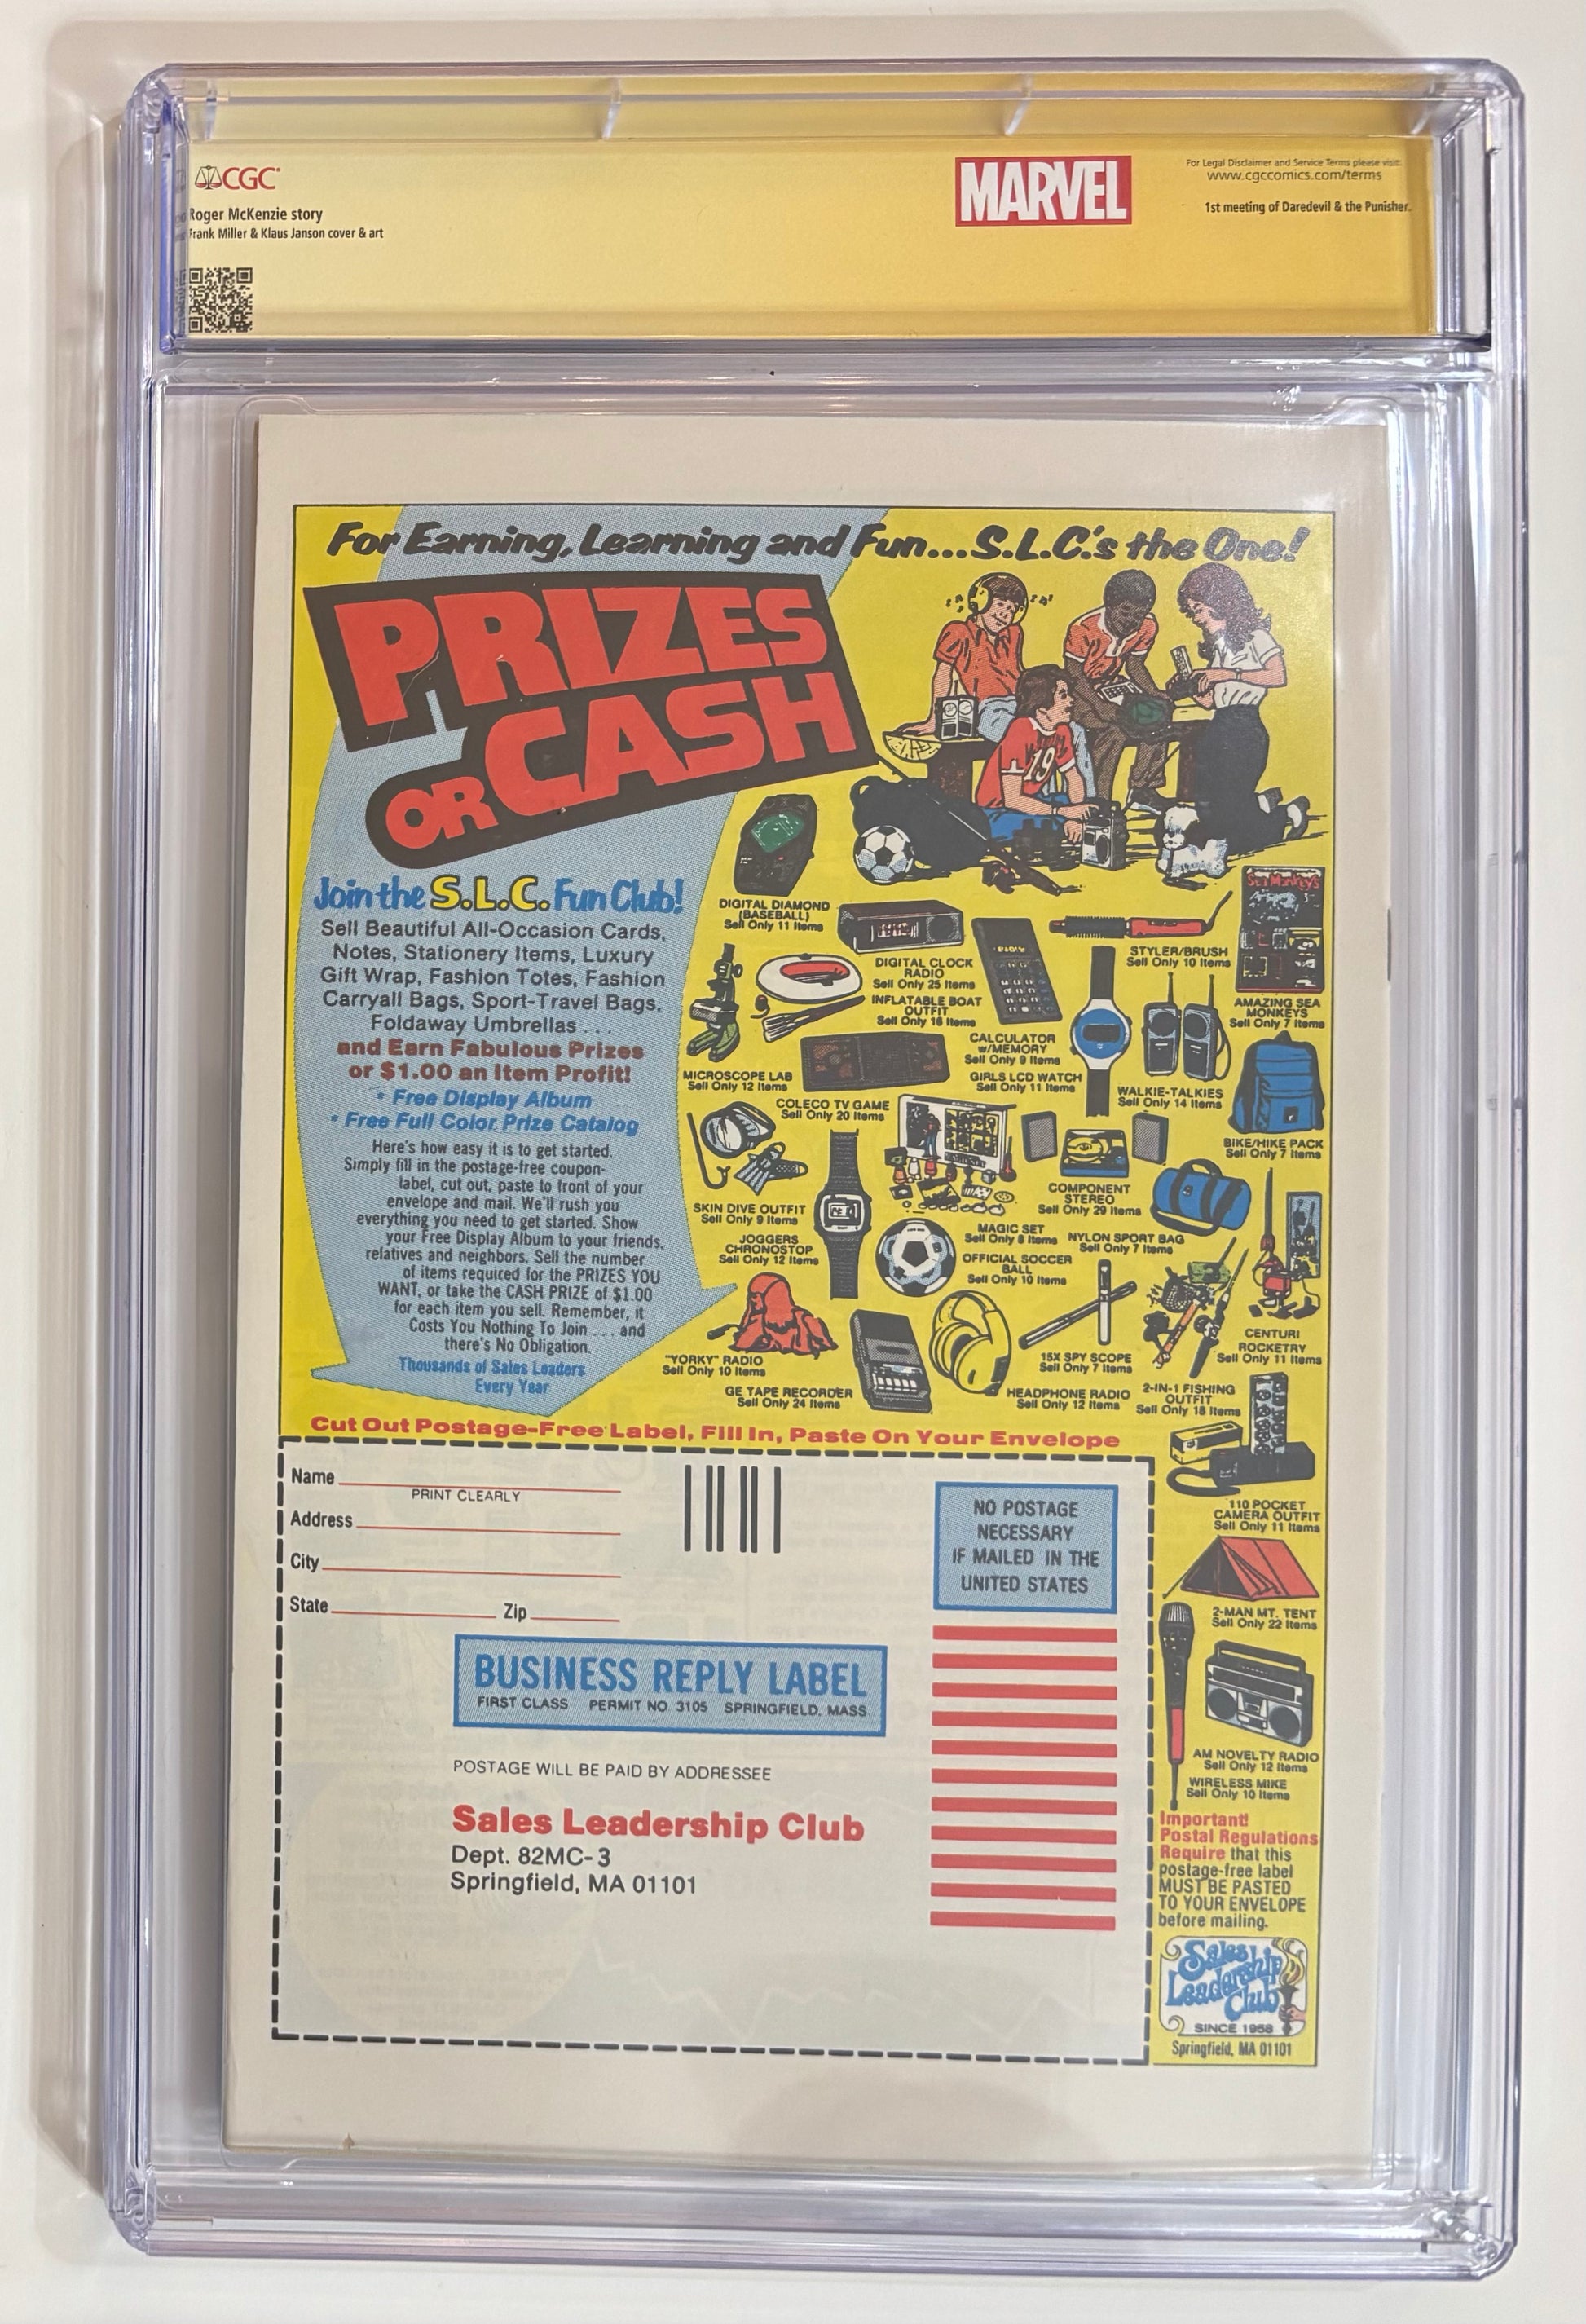 CGC
Roger McKenzie story
Frank Miller & Klaus Janson cover & art
MARVEL
For Legal Disclaimer and Service Terms please visit:
www.cgccomics.com/terms
1st meeting of Daredevil & the Punisher.
For Earning, Learning and Fun...S.L.C.'s the One!
PRIZES
OR CASH
19
Join the S.L.C. Fun Club!
Sell Beautiful All-Occasion Cards,
Notes, Stationery Items, Luxury
Gift Wrap, Fashion Totes, Fashion
Carryall Bags, Sport-Travel Bags,
Foldaway Umbrellas . . .
and Earn Fabulous Prizes
or $1.00 an Item Profit!
* Free Display Album
* Free Full Color Prize Catalog
Here's how easy it is to get started.
Simply fill in the postage-free coupon-
label, cut out, paste to front of your
envelope and mail. We'll rush you
everything you need to get started. Show
your Free Display Album to your friends,
relatives and neighbors. Sell the number
of items required for the PRIZES YOU
WANT, or take the CASH PRIZE of $1.00
for each item you sell. Remember, it
Costs You Nothing To Join . . . and
there's No Obligation.
Thousands of Sales Leaders
Every Year
DIGITAL DIAMOND
(BASEBALL)
Sell Only 11 Items
DIGITAL CLOCK
RADIO
Sell Only 25 Items
STYLER/BRUSH
Sell Only 10 Items
Sea Monkeys
AMAZING SEA
MONKEYS
Sell Only 7 Items
INFLATABLE BOAT
OUTFIT
Sell Only 16 Items
CALCULATOR
w/MEMORY
Sell Only 9 Items
MICROSCOPE LAB
Sell Only 12 Items
GIRLS LCD WATCH
Sell Only 11 Items
WALKIE-TALKIES
Sell Only 14 Items
COLECO TV GAME
Sell Only 20 Items
BIKE/HIKE PACK
Sell Only 7 Items
SKIN DIVE OUTFIT
Sell Only 9 Items
COMPONENT
STEREO
Sell Only 29 Items
MAGIC SET
Sell Only 8 Items
NYLON SPORT BAG
Sell Only 7 Items
JOGGERS
CHRONOSTOP
Sell Only 12 Items
OFFICIAL SOCCER
BALL
Sell Only 10 Items
CENTURI
ROCKETRY
Sell Only 11 Items
"YORKY" RADIO
Sell Only 10 Items
15X SPY SCOPE
Sell Only 7 Items
GE TAPE RECORDER
Sell Only 24 Items
HEADPHONE RADIO
Sell Only 12 Items
2-IN-1 FISHING
OUTFIT
Sell Only 18 Items
Cut Out Postage-Free Label, Fill In, Paste On Your Envelope
Name
PRINT CLEARLY
Address
City
State Zip
NO POSTAGE
NECESSARY
IF MAILED IN THE
UNITED STATES
BUSINESS REPLY LABEL
FIRST CLASS PERMIT NO. 3105 SPRINGFIELD, MASS.
POSTAGE WILL BE PAID BY ADDRESSEE
Sales Leadership Club
Dept. 82MC-3
Springfield, MA 01101
110 POCKET
CAMERA OUTFIT
Sell Only 11 Items
2-MAN MT. TENT
Sell Only 22 Items
AM NOVELTY RADIO
Sell Only 12 Items
WIRELESS MIKE
Sell Only 10 Items
Important!
Postal Regulations
Require that this
postage-free label
MUST BE PASTED
TO YOUR ENVELOPE
before mailing.
Sales
Leadership
Club
SINCE 1958
Springfield, MA 01101